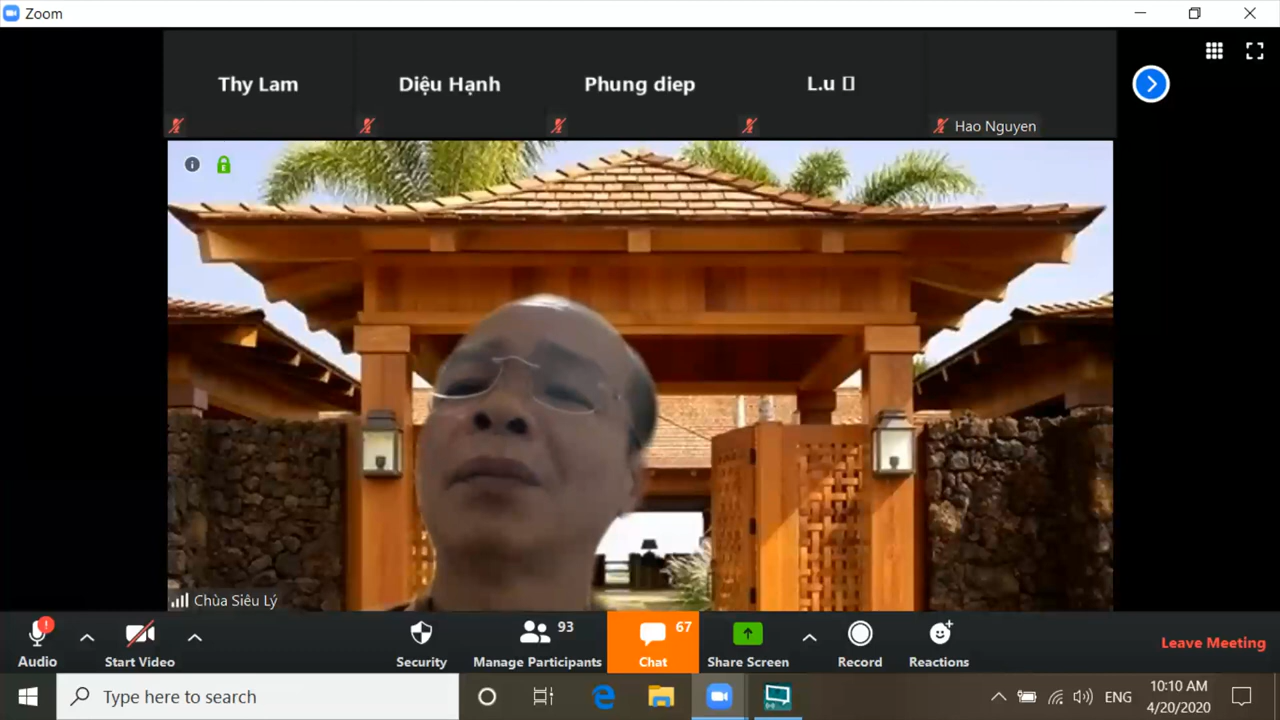 Zoom
Thy Lam
Diệu Hạnh
Phung diep
L.u
Hao Nguyen
Chùa Siêu Lý
93
67
Audio
Start Video
Security
Manage Participants
Chat
Share Screen
Record
Reactions
Leave Meeting
Type here to search
ENG
10:10 AM
4/20/2020